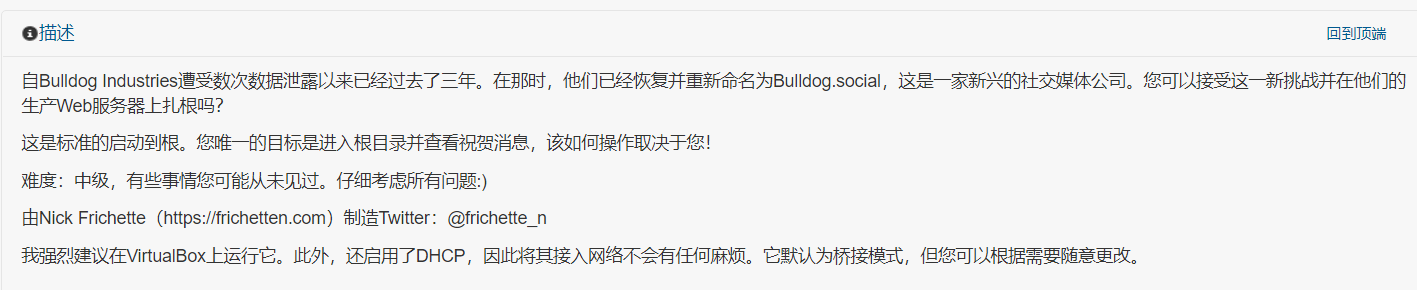 描述
回到顶端
自Bulldog Industries遭受数次数据泄露以来已经过去了三年。在那时，他们已经恢复并重新命名为Bulldog.social，这是一家新兴的社交媒体公司。您可以接受这一新挑战并在他们的
生产Web服务器上扎根吗？
这是标准的启动到根。您唯一的目标是进入根目录并查看祝贺消息，该如何操作取决于您！
难度：中级，有些事情您可能从未见过。仔细考虑所有问题:)
由Nick Frichette（https://frichetten.com）制造Twitter：@frichette_n
我强烈建议在VirtualBox上运行它。此外，还启用了DHCP，因此将其接入网络不会有任何麻烦。它默认为桥接模式，但您可以根据需要随意更改。